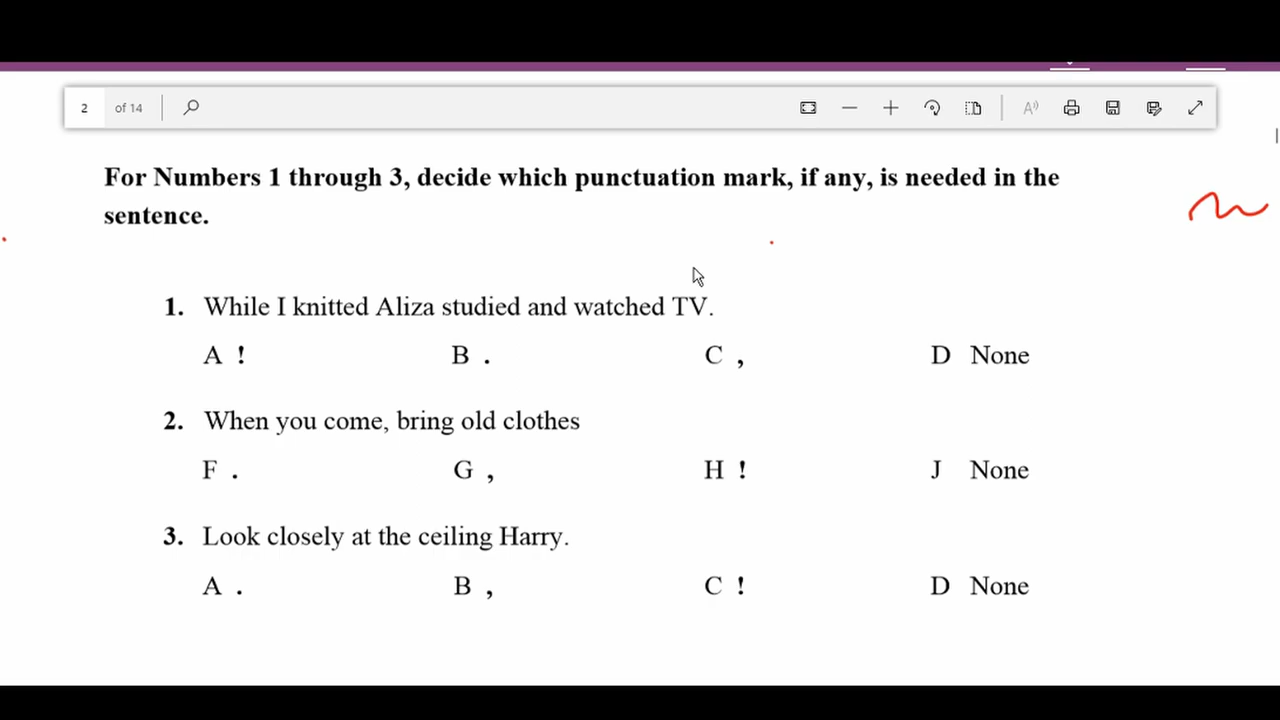 2 of 14
For Numbers 1 through 3, decide which punctuation mark, if any, is needed in the
sentence.
1. While I knitted Aliza studied and watched TV.
A ! B . C , D None
2. When you come, bring old clothes
F . G , H ! J None
3. Look closely at the ceiling Harry.
A . B , C ! D None